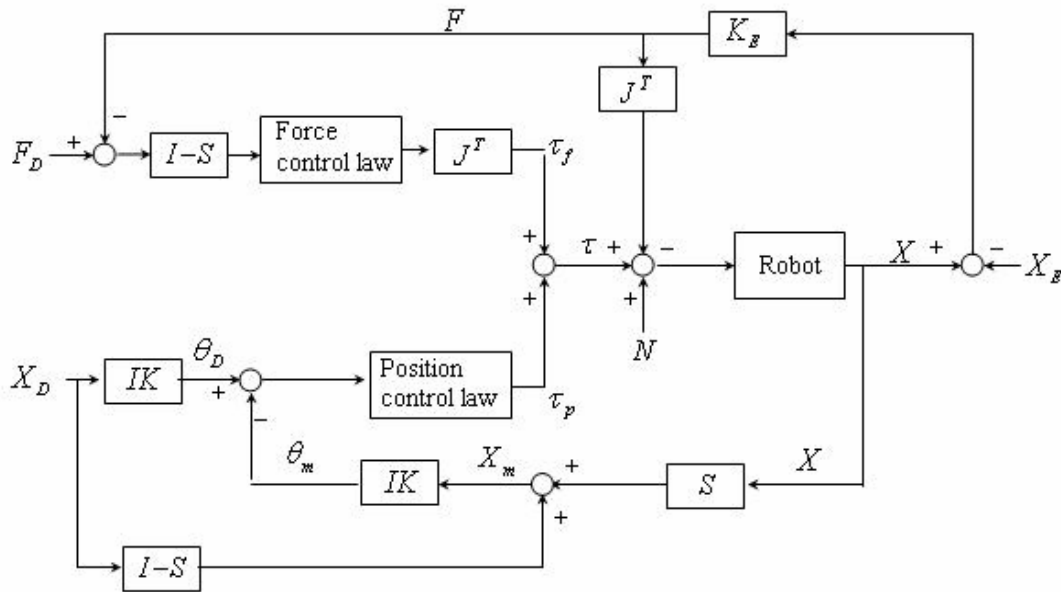 F
K_E
J^T
−
F_D
+
I−S
Force
control law
J^T
τ_f
+
+
τ
+
−
+
N
Robot
X
+
−
X_E
X_D
IK
θ_D
+
−
Position
control law
τ_p
θ_m
IK
X_m
+
+
S
X
I−S